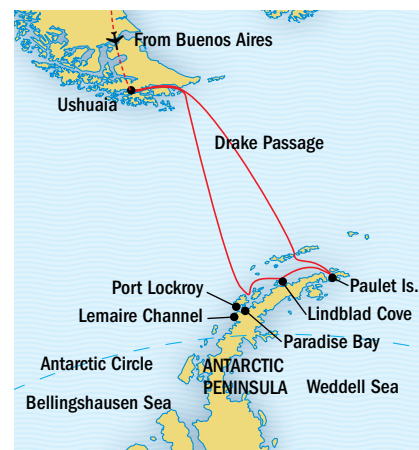 From Buenos Aires
Ushuaia
Drake Passage
Port Lockroy
Paulet Is.
Lemaire Channel
Lindblad Cove
Paradise Bay
Antarctic Circle
ANTARCTIC
PENINSULA
Weddell Sea
Bellingshausen Sea